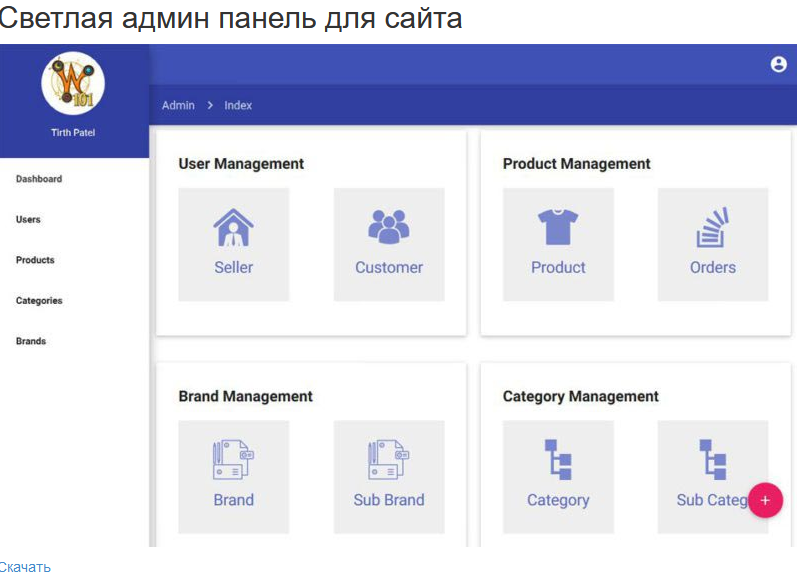 Светлая админ панель для сайта
W
101
Tirth Patel
Admin > Index
Dashboard
Users
Products
Categories
Brands
User Management
Seller
Customer
Product Management
Product
Orders
Brand Management
Brand
Sub Brand
Category Management
Category
Sub Categ
+
Скачать